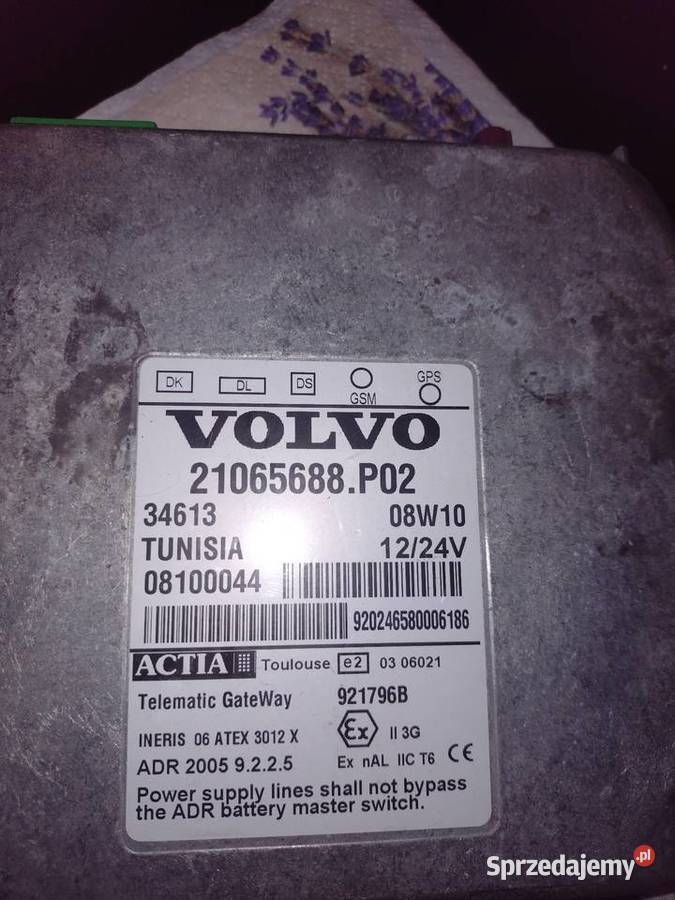 DK DL DS GSM GPS
VOLVO
21065688.P02
34613 08W10
TUNISIA 12/24V
08100044
920246580006186
ACTIA Toulouse e2 03 06021
Telematic GateWay 921796B
INERIS 06 ATEX 3012 X Ex II 3G
ADR 2005 9.2.2.5 Ex nAL IIC T6 CE
Power supply lines shall not bypass
the ADR battery master switch.
Sprzedajemy.pl